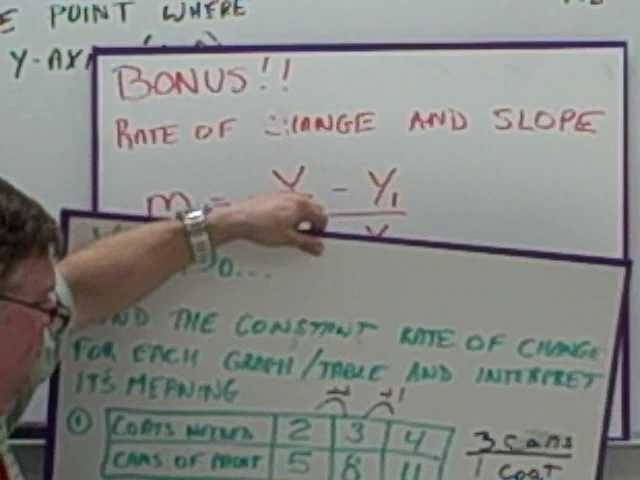 POINT WHERE
Y-AX
BONUS!!
RATE OF CHANGE AND SLOPE
m = Y - Y1
O...
THE CONSTANT RATE OF CHANGE
FOR EACH GRAPH/TABLE AND INTERPRET
ITS MEANING
+1 +1
① COATS NEEDED 2 3 4
CANS OF PAINT 5 8 11
3 cans
1 coat